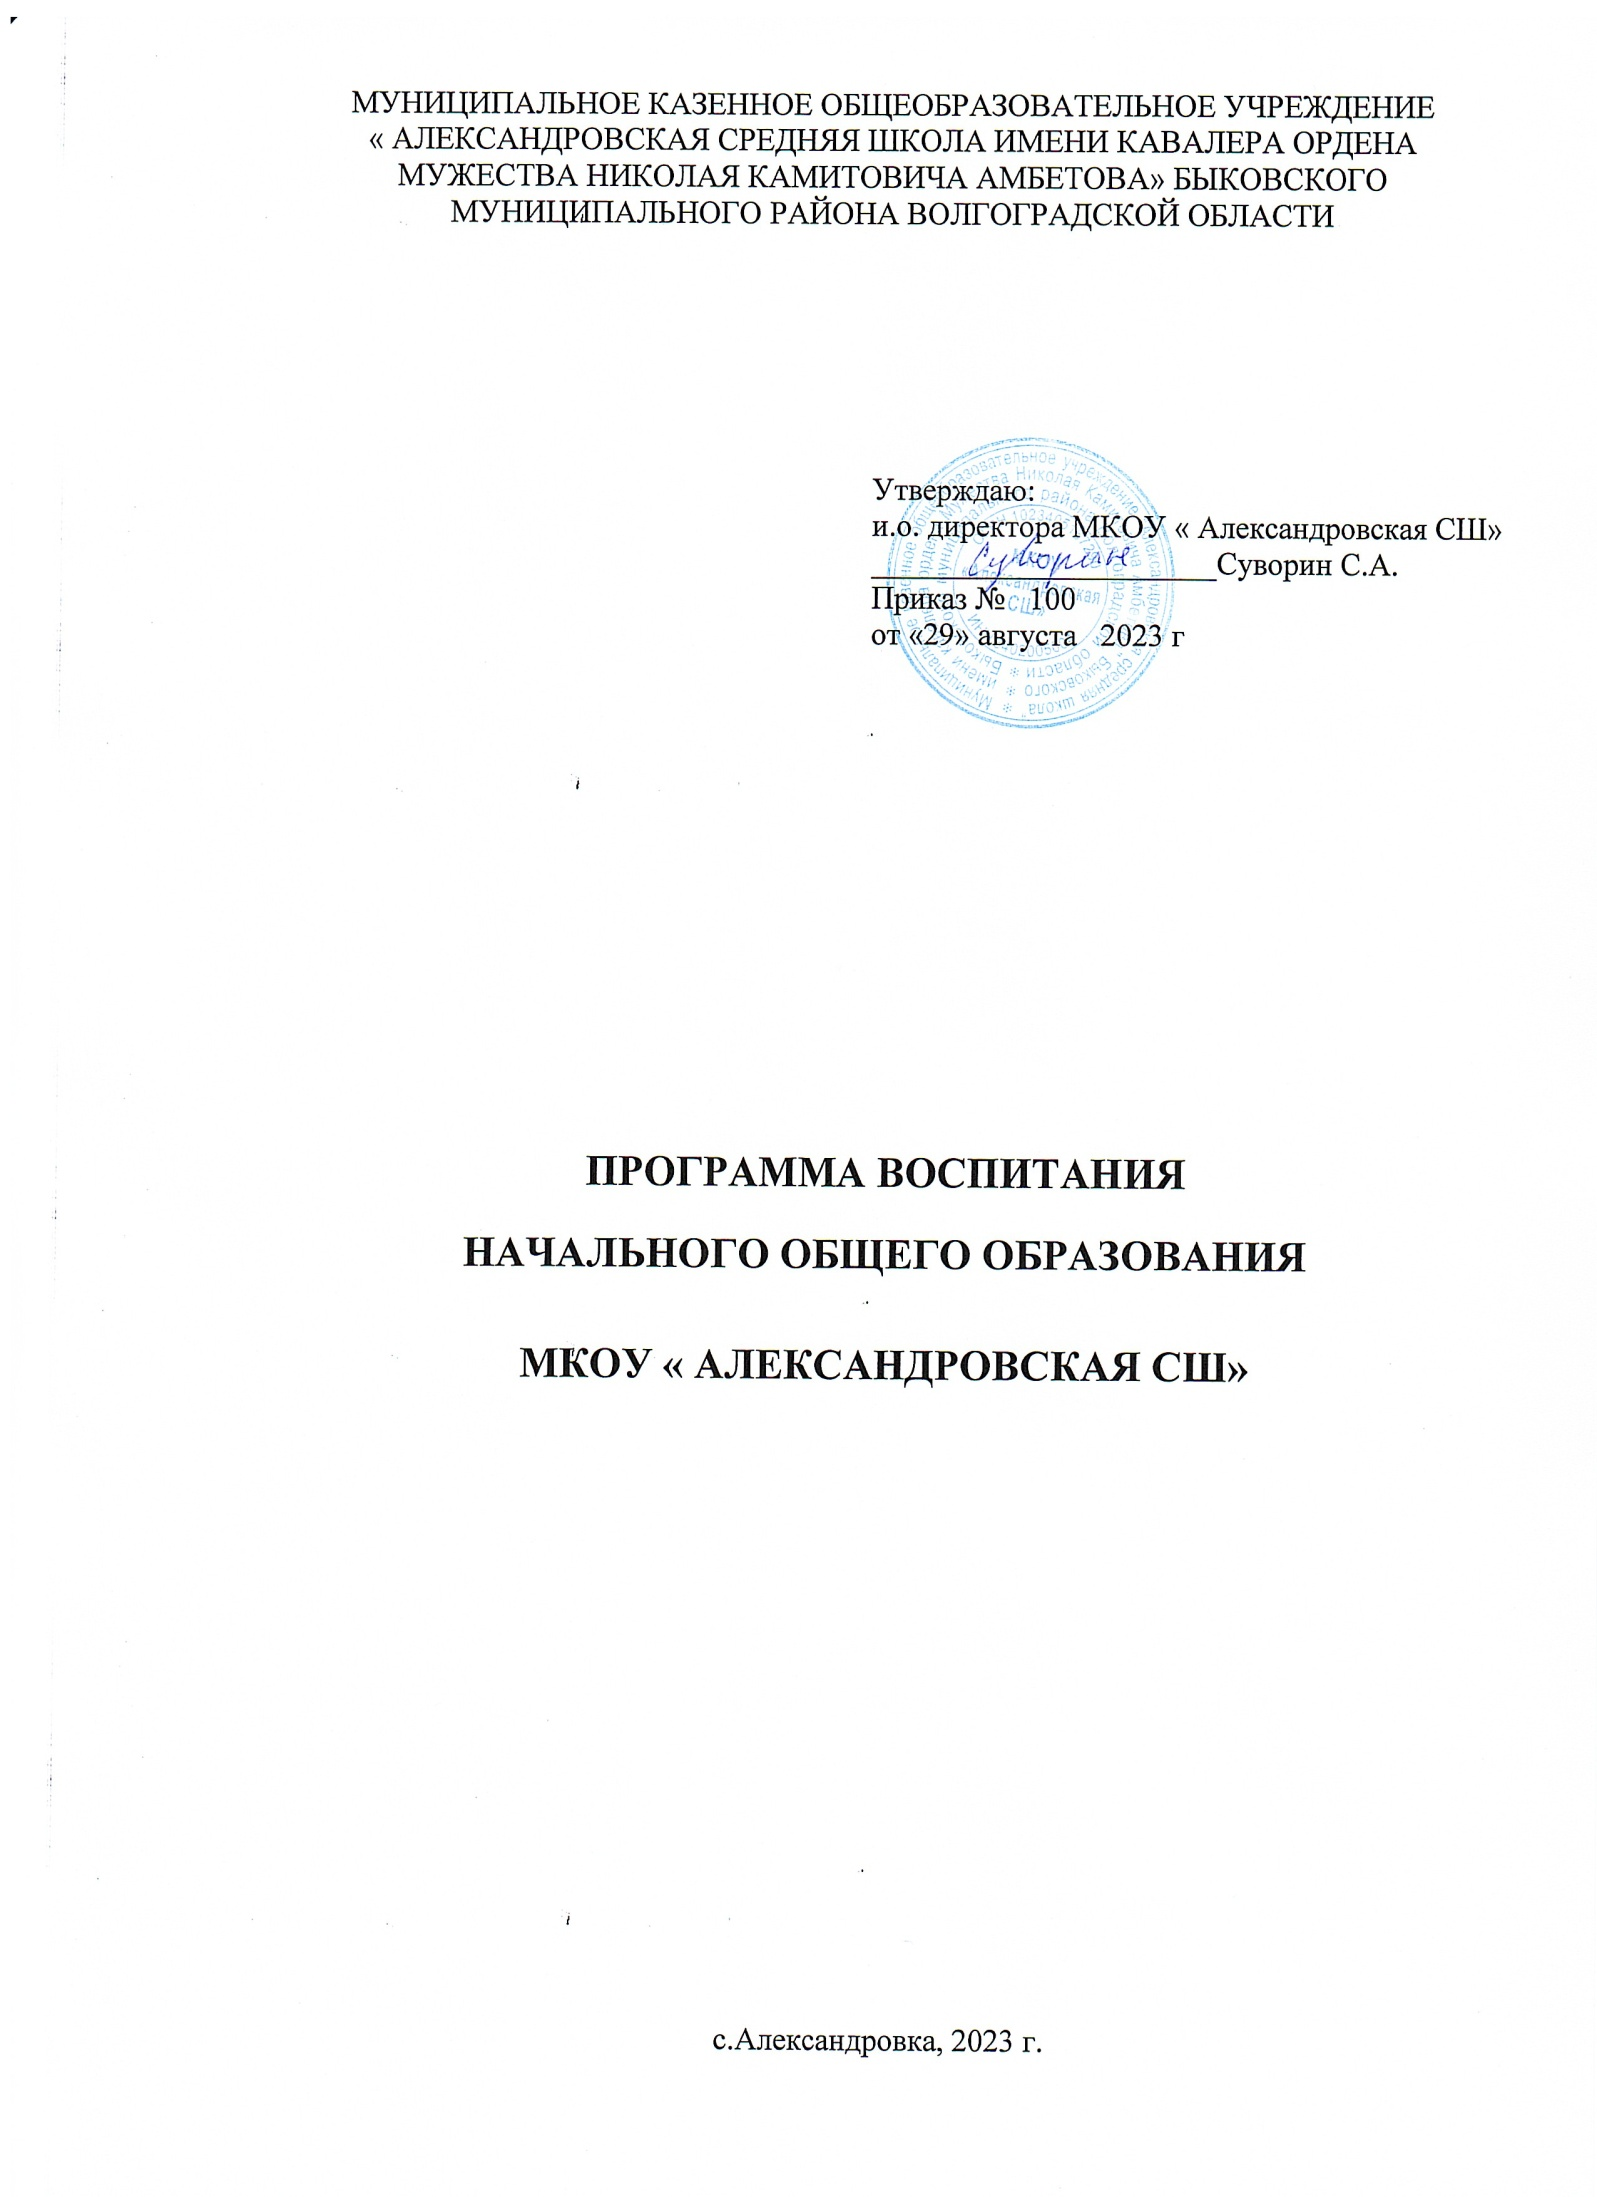 МУНИЦИПАЛЬНОЕ КАЗЕННОЕ ОБЩЕОБРАЗОВАТЕЛЬНОЕ УЧРЕЖДЕНИЕ
« АЛЕКСАНДРОВСКАЯ СРЕДНЯЯ ШКОЛА ИМЕНИ КАВАЛЕРА ОРДЕНА
МУЖЕСТВА НИКОЛАЯ КАМИТОВИЧА АМБЕТОВА» БЫКОВСКОГО
МУНИЦИПАЛЬНОГО РАЙОНА ВОЛГОГРАДСКОЙ ОБЛАСТИ
Утверждаю:
и.о. директора МКОУ « Александровская СШ»
Суворин Суворин С.А.
Приказ № 100
от «29» августа 2023 г
ПРОГРАММА ВОСПИТАНИЯ
НАЧАЛЬНОГО ОБЩЕГО ОБРАЗОВАНИЯ
МКОУ « АЛЕКСАНДРОВСКАЯ СШ»
с.Александровка, 2023 г.